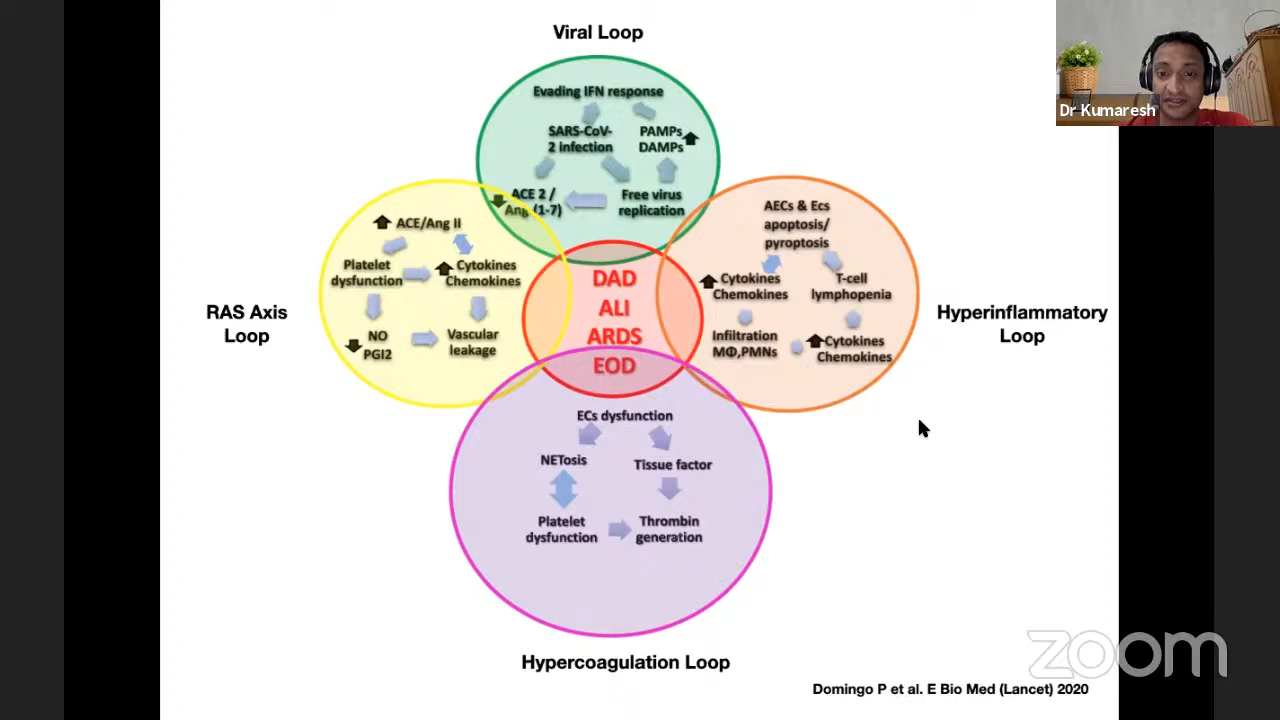 Viral Loop
Evading IFN response
SARS-CoV-
2 infection
PAMPs
DAMPs
ACE 2 /
Ang (1-7)
Free virus
replication
RAS Axis
Loop
ACE/Ang II
Platelet
dysfunction
Cytokines
Chemokines
NO
PGI2
Vascular
leakage
DAD
ALI
ARDS
EOD
AECs & Ecs
apoptosis/
pyroptosis
Cytokines
Chemokines
T-cell
lymphopenia
Infiltration
MΦ,PMNs
Cytokines
Chemokines
Hyperinflammatory
Loop
ECs dysfunction
NETosis
Tissue factor
Platelet
dysfunction
Thrombin
generation
Hypercoagulation Loop
Domingo P et al. E Bio Med (Lancet) 2020
Dr Kumaresh
zoom